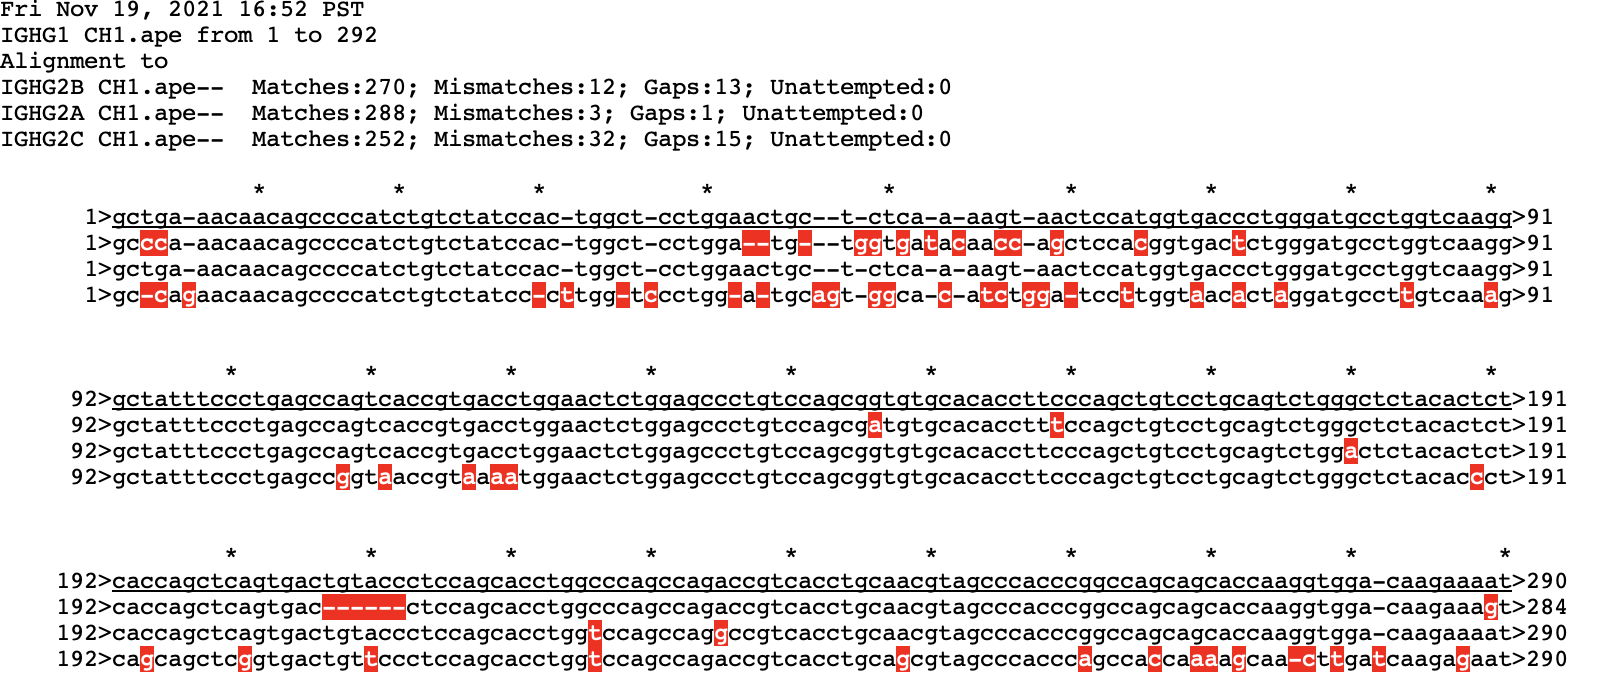 Fri Nov 19, 2021 16:52 PST
IGHG1 CH1.ape from 1 to 292
Alignment to
IGHG2B CH1.ape--  Matches:270; Mismatches:12; Gaps:13; Unattempted:0
IGHG2A CH1.ape--  Matches:288; Mismatches:3; Gaps:1; Unattempted:0
IGHG2C CH1.ape--  Matches:252; Mismatches:32; Gaps:15; Unattempted:0
* * * * * * * * *
1>gctga-aacaacagccccatctgtctatccac-tggct-cctggaactgc--t-ctca-a-aagt-aactccatggtgaccctgggatgcctggtcaagg>91
1>gccca-aacaacagccccatctgtctatccac-tggct-cctgga--tg---tggtgatacaacc-agctccacggtgactctgggatgcctggtcaagg>91
1>gctga-aacaacagccccatctgtctatccac-tggct-cctggaactgc--t-ctca-a-aagt-aactccatggtgaccctgggatgcctggtcaagg>91
1>gc-cagaacaacagccccatctgtctatcc-cttgg-tccctgg-a-tgcagt-ggca-c-atctgga-tccttggtaacactaggatgccttgtcaaag>91
* * * * * * * * * *
92>gctatttccctgagccagtcaccgtgacctggaactctggagccctgtccagcggtgtgcacaccttcccagctgtcctgcagtctgggctctacactct>191
92>gctatttccctgagccagtcaccgtgacctggaactctggagccctgtccagcgatgtgcacacctttccagctgtcctgcagtctgggctctacactct>191
92>gctatttccctgagccagtcaccgtgacctggaactctggagccctgtccagcggtgtgcacaccttcccagctgtcctgcagtctggactctacactct>191
92>gctatttccctgagccggtaaccgtaaaatggaactctggagccctgtccagcggtgtgcacaccttcccagctgtcctgcagtctgggctctacaccct>191
* * * * * * * * * *
192>caccagctcagtgactgtaccctccagcacctggcccagccagaccgtcacctgcaacgtagcccacccggccagcagcaccaaggtgga-caagaaaat>290
192>caccagctcagtgac------ctccagcacctggcccagccagaccgtcacctgcaacgtagcccacccggccagcagcaccaaggtgga-caagaaagt>284
192>caccagctcagtgactgtaccctccagcacctggtccagccaggccgtcacctgcaacgtagcccacccggccagcagcaccaaggtgga-caagaaaat>290
192>cagcagctcggtgactgttccctccagcacctggtccagccagaccgtcacctgcagcgtagcccacccagccaccaaaagcaa-cttgatcaagagaat>290